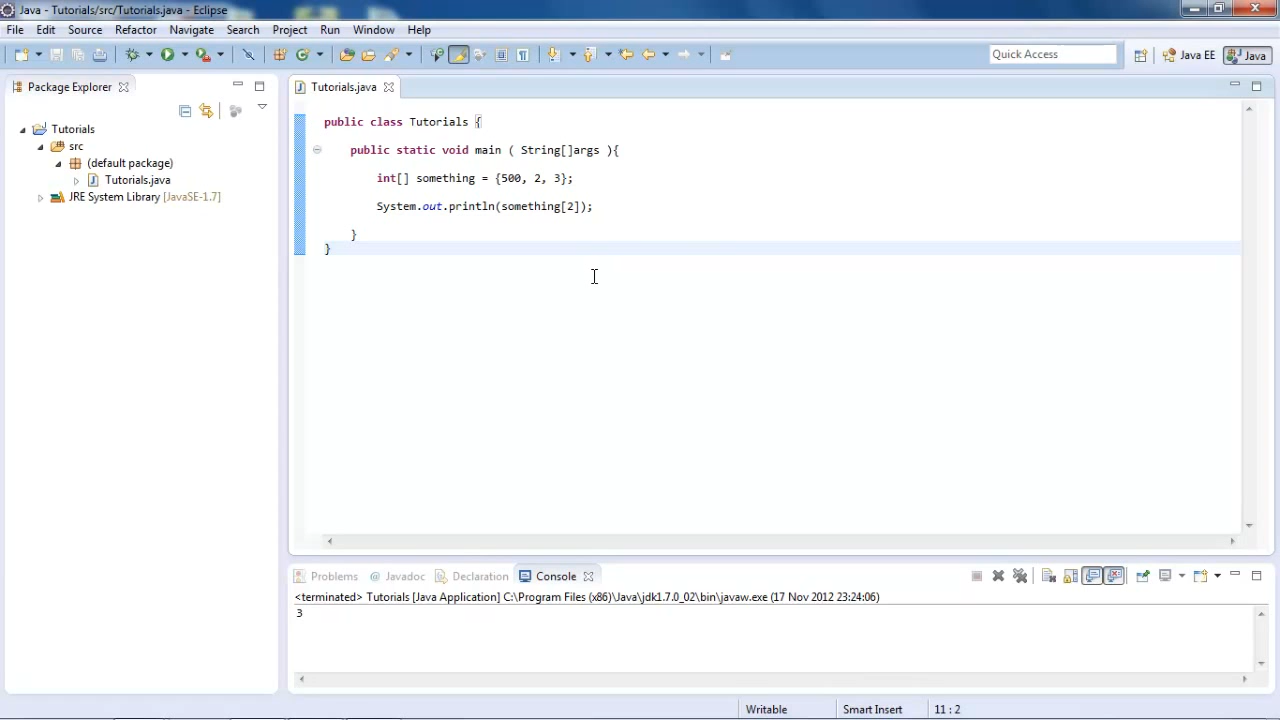 Java - Tutorials/src/Tutorials.java - Eclipse
File Edit Source Refactor Navigate Search Project Run Window Help
Quick Access Java EE Java
Package Explorer
Tutorials
src
(default package)
Tutorials.java
JRE System Library [JavaSE-1.7]
Tutorials.java
public class Tutorials {
public static void main ( String[]args ){
int[] something = {500, 2, 3};
System.out.println(something[2]);
}
}
Problems @ Javadoc Declaration Console
<terminated> Tutorials [Java Application] C:\Program Files (x86)\Java\jdk1.7.0_02\bin\javaw.exe (17 Nov 2012 23:24:06)
3
Writable Smart Insert 11 : 2